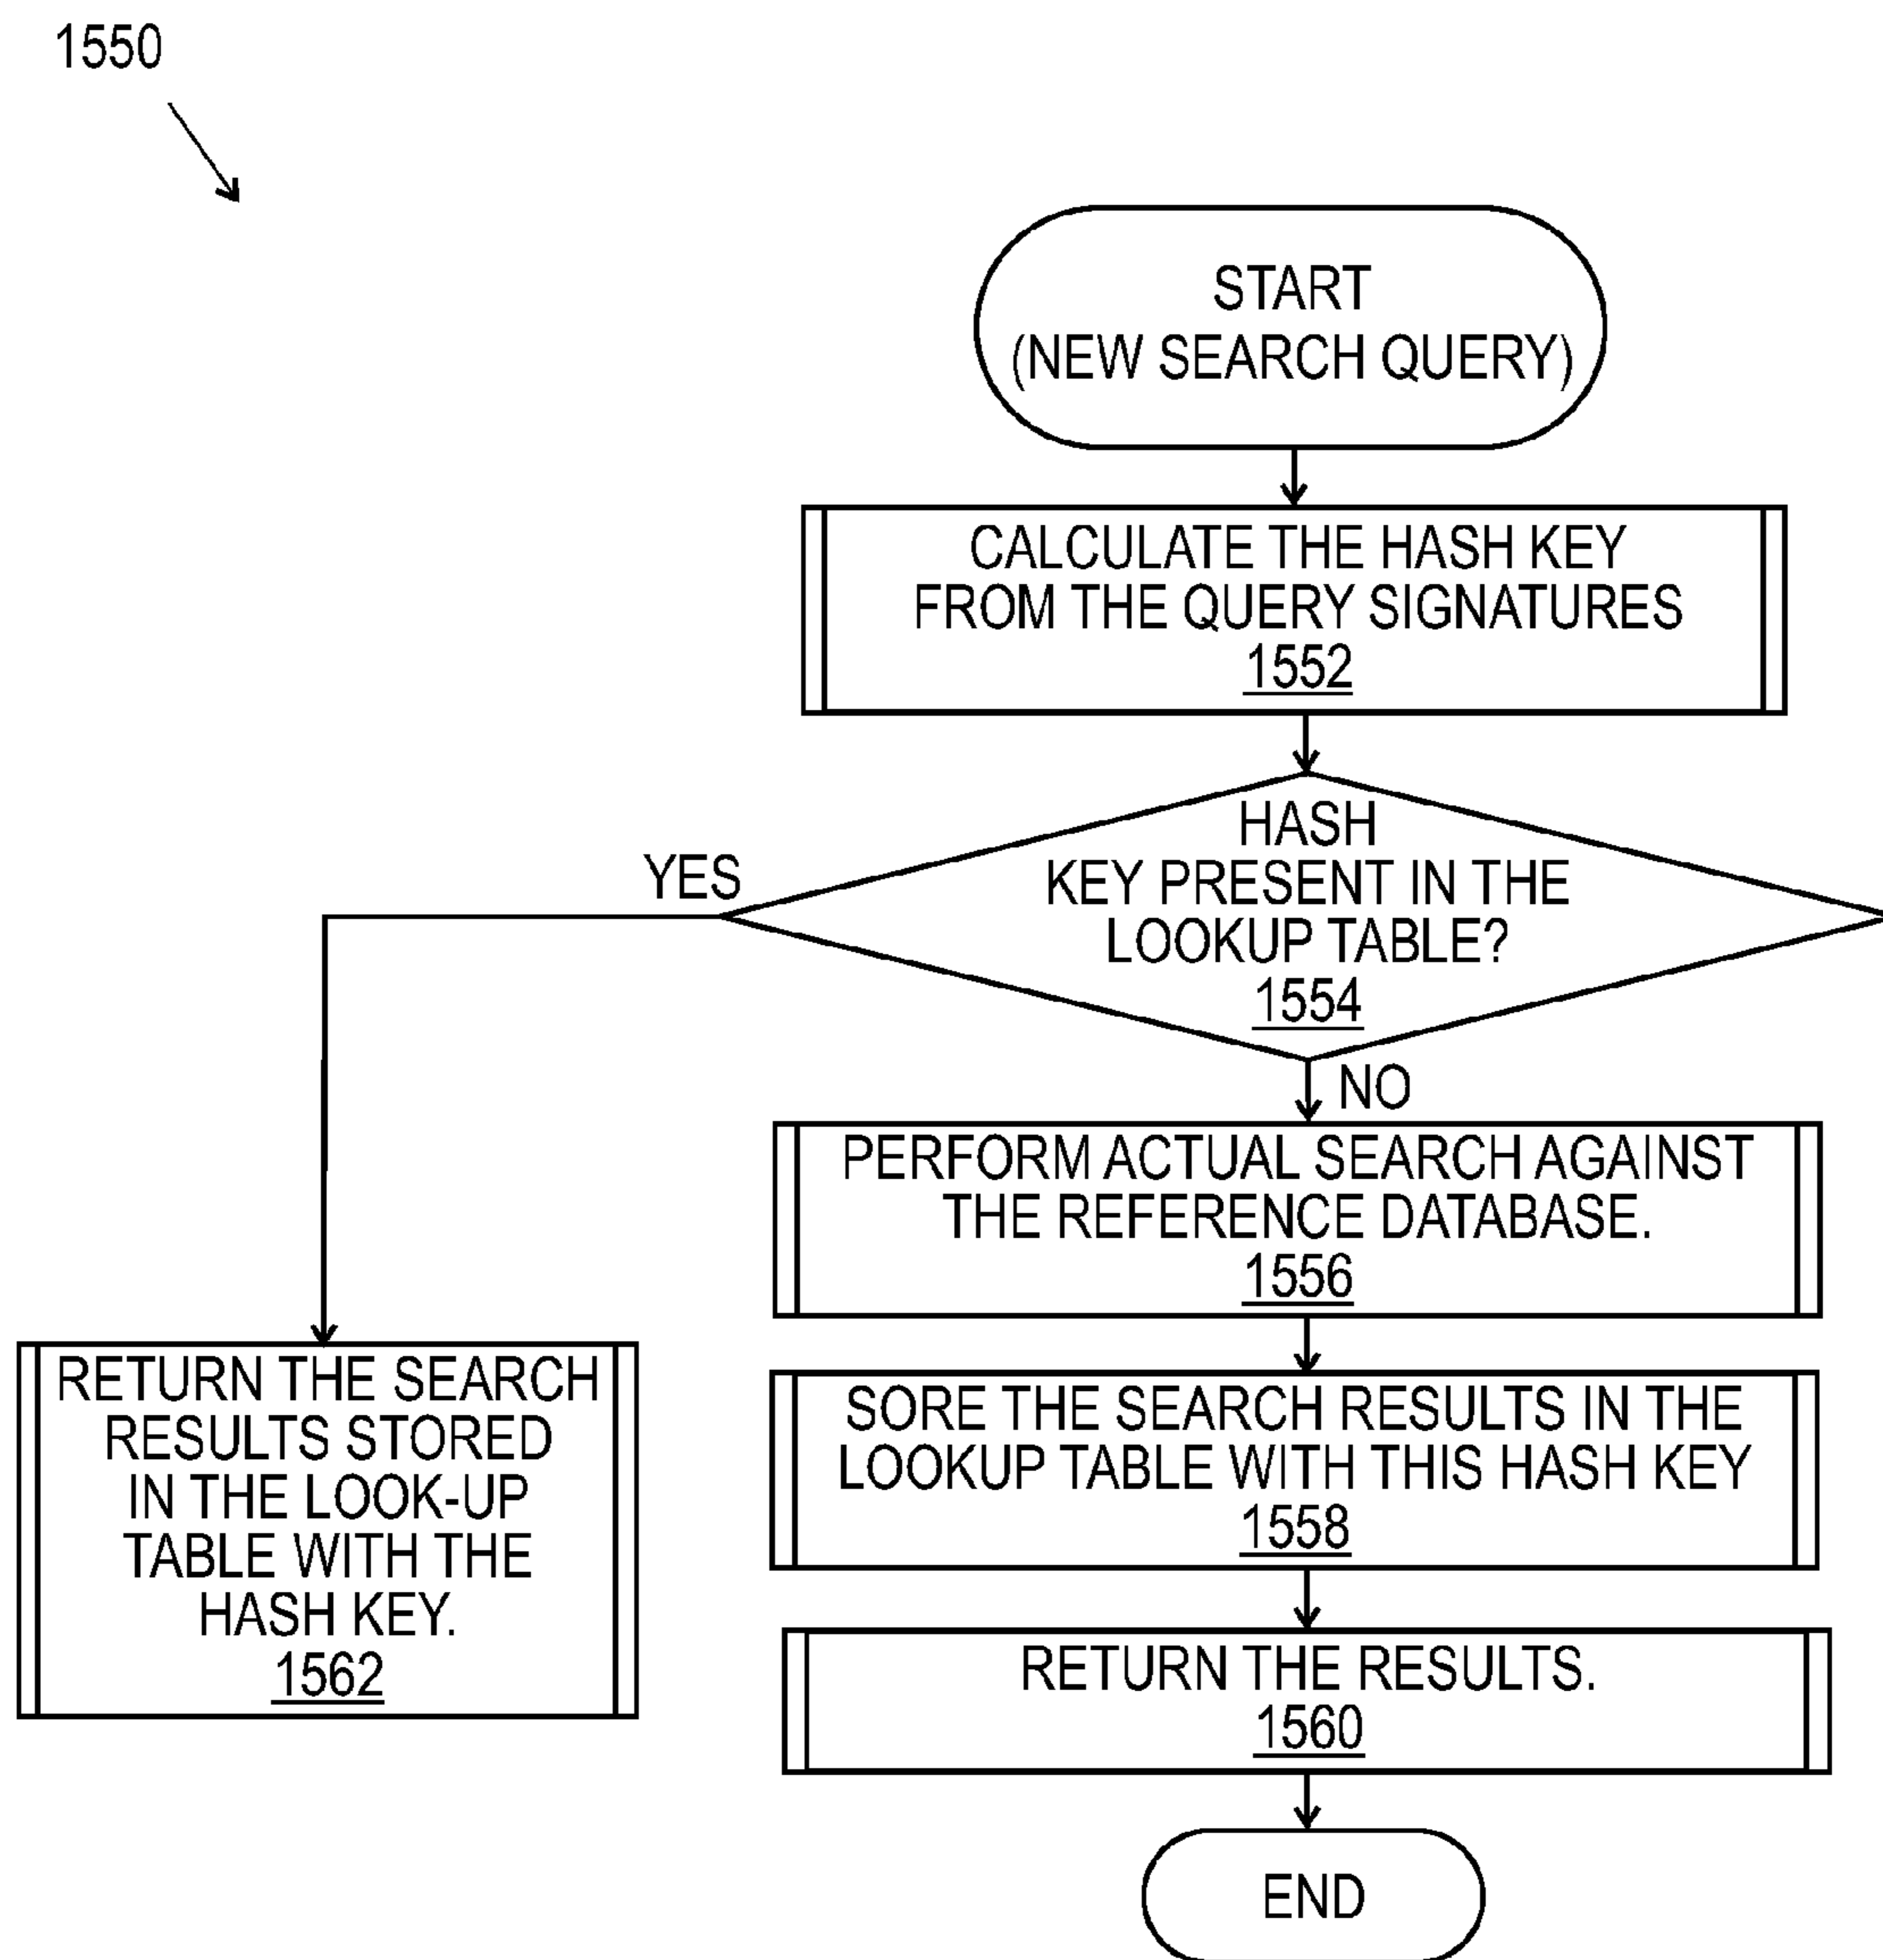 1550
START
(NEW SEARCH QUERY)
CALCULATE THE HASH KEY
FROM THE QUERY SIGNATURES
1552
HASH
KEY PRESENT IN THE
LOOKUP TABLE?
1554
YES
NO
PERFORM ACTUAL SEARCH AGAINST
THE REFERENCE DATABASE.
1556
SORE THE SEARCH RESULTS IN THE
LOOKUP TABLE WITH THIS HASH KEY
1558
RETURN THE SEARCH
RESULTS STORED
IN THE LOOK-UP
TABLE WITH THE
HASH KEY.
1562
RETURN THE RESULTS.
1560
END